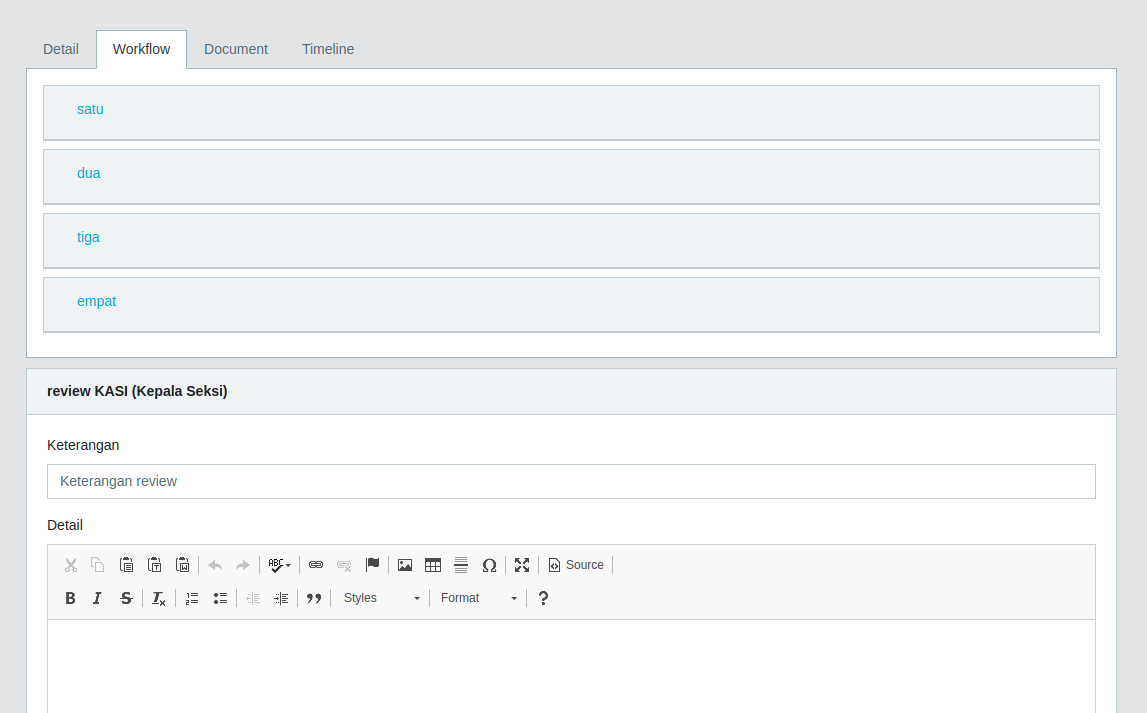 Detail Workflow Document Timeline
satu
dua
tiga
empat
review KASI (Kepala Seksi)
Keterangan
Keterangan review
Detail
ABC Source
B I S Tx Styles Format ?